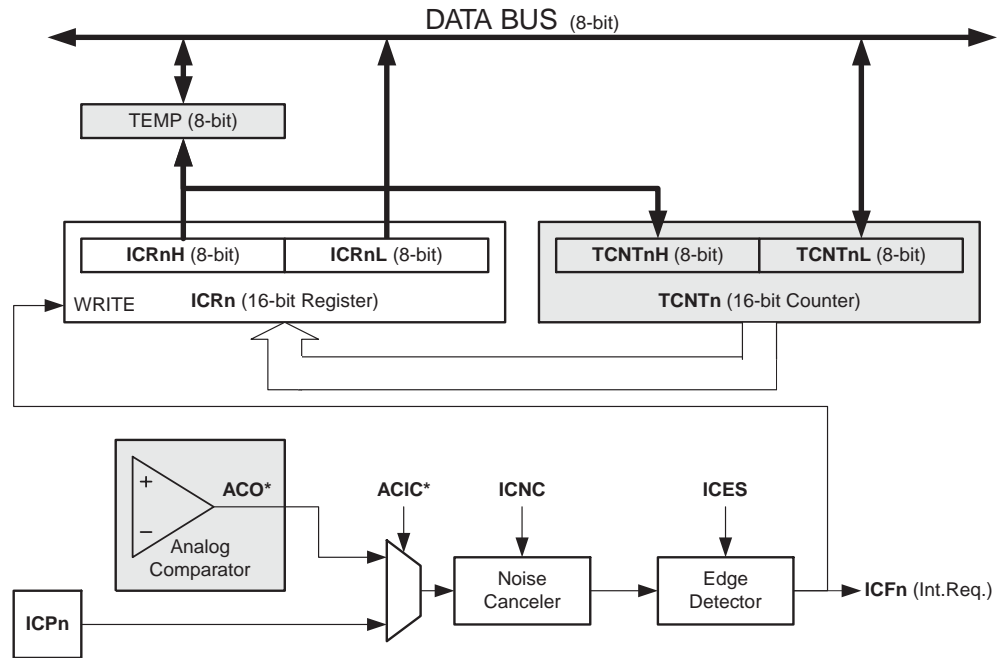 DATA BUS (8-bit)
TEMP (8-bit)
ICRnH (8-bit) ICRnL (8-bit) TCNTnH (8-bit) TCNTnL (8-bit)
WRITE ICRn (16-bit Register) TCNTn (16-bit Counter)
+
−
ACO* ACIC* ICNC ICES
Analog
Comparator
Noise
Canceler
Edge
Detector
ICFn (Int.Req.)
ICPn